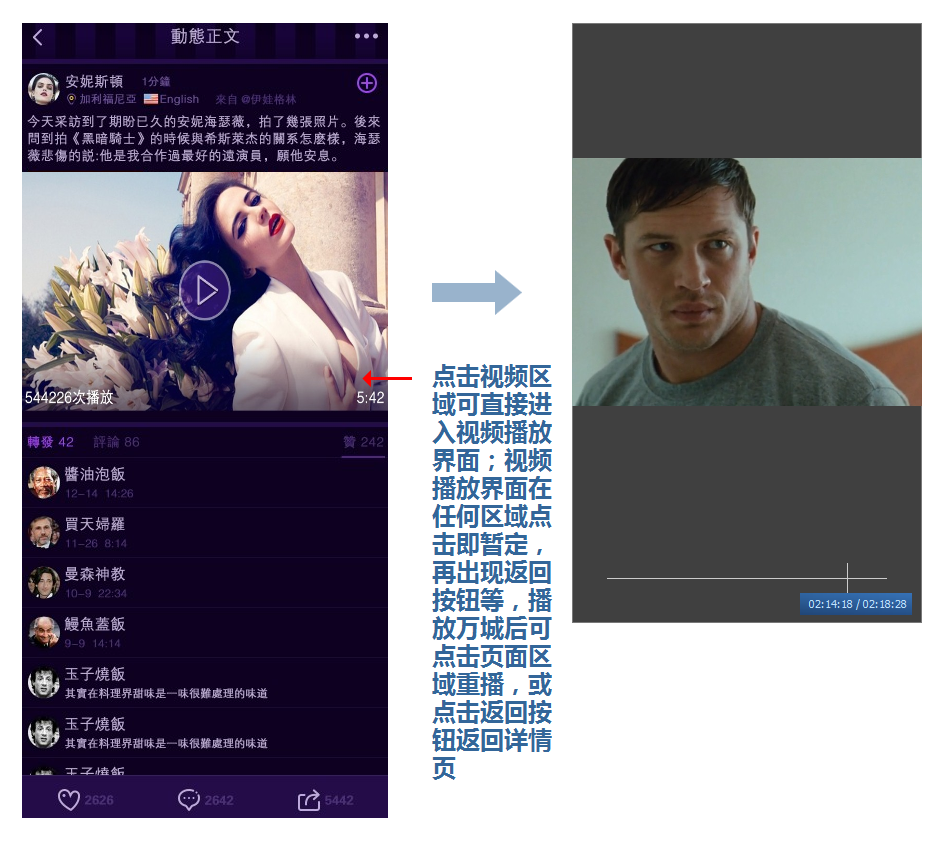 動態正文
安妮斯頓 1分鐘
加利福尼亞 English 來自 @伊娃格林
今天采訪到了期盼已久的安妮海瑟薇，拍了幾張照片。後來
問到拍《黑暗騎士》的時候與希斯萊杰的關系怎麽樣，海瑟
薇悲傷的説:他是我合作過最好的遠演員，願他安息。
544226次播放 5:42
轉發 42 評論 86 贊 242
醬油泡飯
12-14 14:26
買天婦羅
11-26 8:14
曼森神教
10-9 22:34
鰻魚蓋飯
9-9 14:14
玉子燒飯
其實在料理界甜味是一味很難處理的味道
玉子燒飯
其實在料理界甜味是一味很難處理的味道
玉子燒飯
2626 2642 5442
点击视频区
域可直接进
入视频播放
界面；视频
播放界面在
任何区域点
击即暂定，
再出现返回
按钮等，播
放万城后可
点击页面区
域重播，或
点击返回按
钮返回详情
页
02:14:18 / 02:18:28